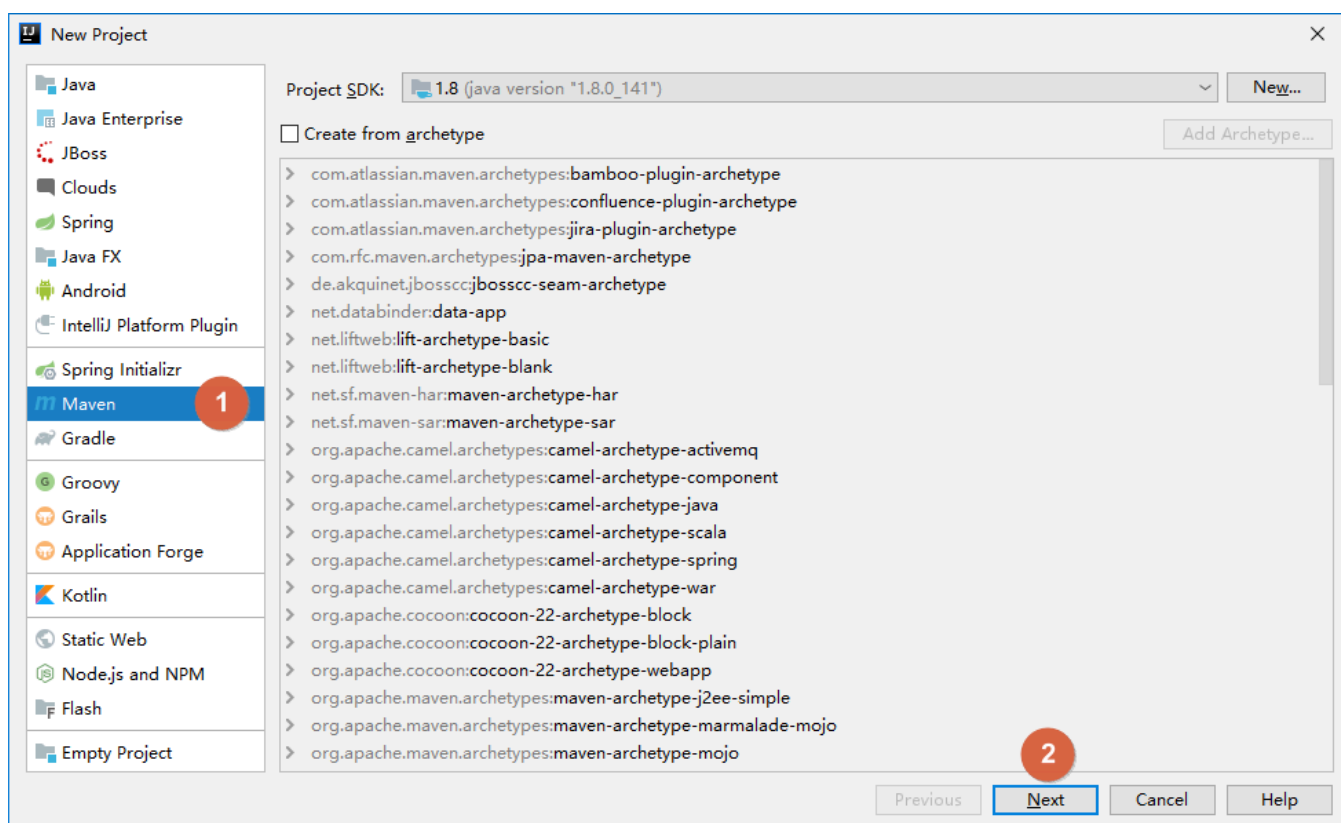 New Project
Java
Java Enterprise
JBoss
Clouds
Spring
Java FX
Android
IntelliJ Platform Plugin
Spring Initializr
Maven
1
Gradle
Groovy
Grails
Application Forge
Kotlin
Static Web
Node.js and NPM
Flash
Empty Project
Project SDK: 1.8 (java version "1.8.0_141") New...
Create from archetype Add Archetype...
com.atlassian.maven.archetypes:bamboo-plugin-archetype
com.atlassian.maven.archetypes:confluence-plugin-archetype
com.atlassian.maven.archetypes:jira-plugin-archetype
com.rfc.maven.archetypes:jpa-maven-archetype
de.akquinet.jbosscc:jbosscc-seam-archetype
net.databinder:data-app
net.liftweb:lift-archetype-basic
net.liftweb:lift-archetype-blank
net.sf.maven-har:maven-archetype-har
net.sf.maven-sar:maven-archetype-sar
org.apache.camel.archetypes:camel-archetype-activemq
org.apache.camel.archetypes:camel-archetype-component
org.apache.camel.archetypes:camel-archetype-java
org.apache.camel.archetypes:camel-archetype-scala
org.apache.camel.archetypes:camel-archetype-spring
org.apache.camel.archetypes:camel-archetype-war
org.apache.cocoon:cocoon-22-archetype-block
org.apache.cocoon:cocoon-22-archetype-block-plain
org.apache.cocoon:cocoon-22-archetype-webapp
org.apache.maven.archetypes:maven-archetype-j2ee-simple
org.apache.maven.archetypes:maven-archetype-marmalade-mojo
org.apache.maven.archetypes:maven-archetype-mojo
2
Previous Next Cancel Help